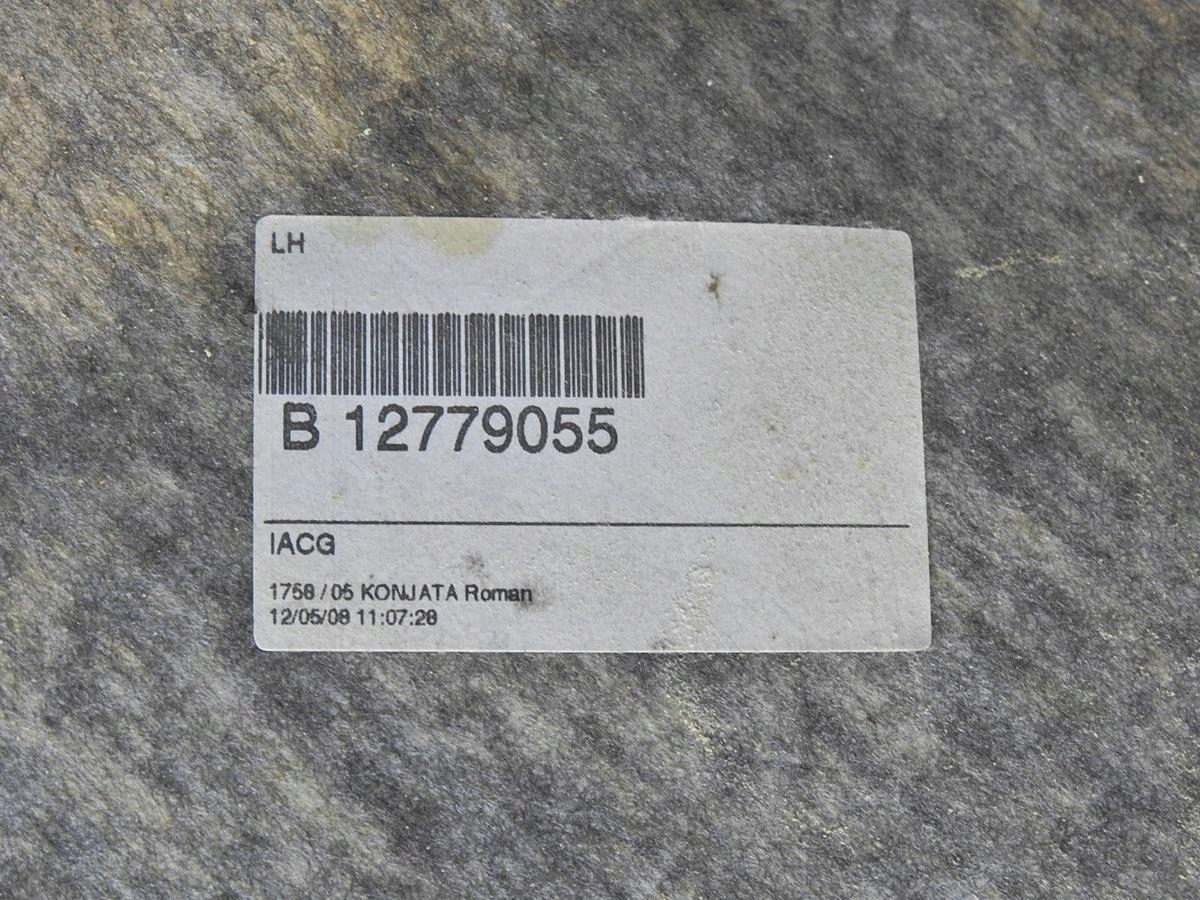 LH
B 12779055
IACG
1758 / 05 KONJATA Roman
12/05/08 11:07:28